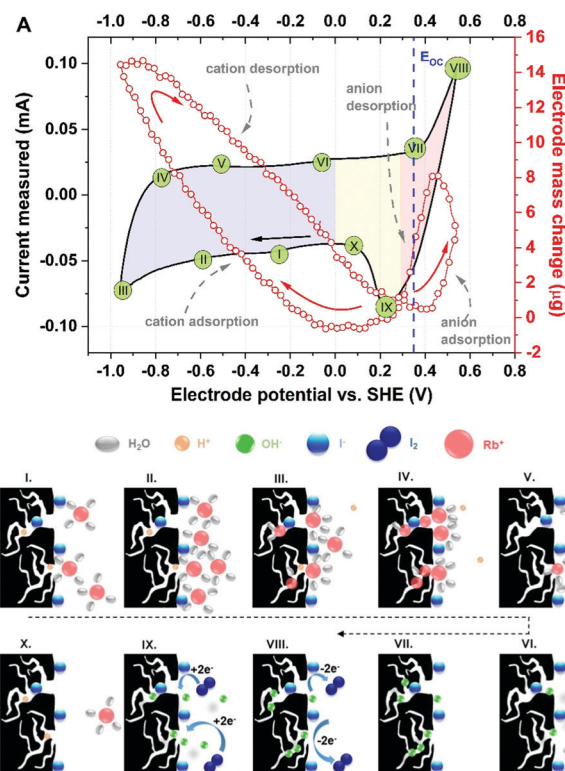 A
-1.0 -0.8 -0.6 -0.4 -0.2 0.0 0.2 0.4 0.6 0.8
0.10
0.05
0.00
-0.05
-0.10
Current measured (mA)
16
14
12
10
8
6
4
2
0
-2
Electrode mass change (µg)
E_OC
VIII
cation desorption
anion
desorption
VII
IV
V
VI
X
I
II
III
IX
cation adsorption
anion
adsorption
-1.0 -0.8 -0.6 -0.4 -0.2 0.0 0.2 0.4 0.6 0.8
Electrode potential vs. SHE (V)
H₂O H⁺ OH⁻ I⁻ I₂ Rb⁺
I. II. III. IV. V.
X. IX. VIII. VII. VI.
+2e⁻ -2e⁻
+2e⁻ -2e⁻